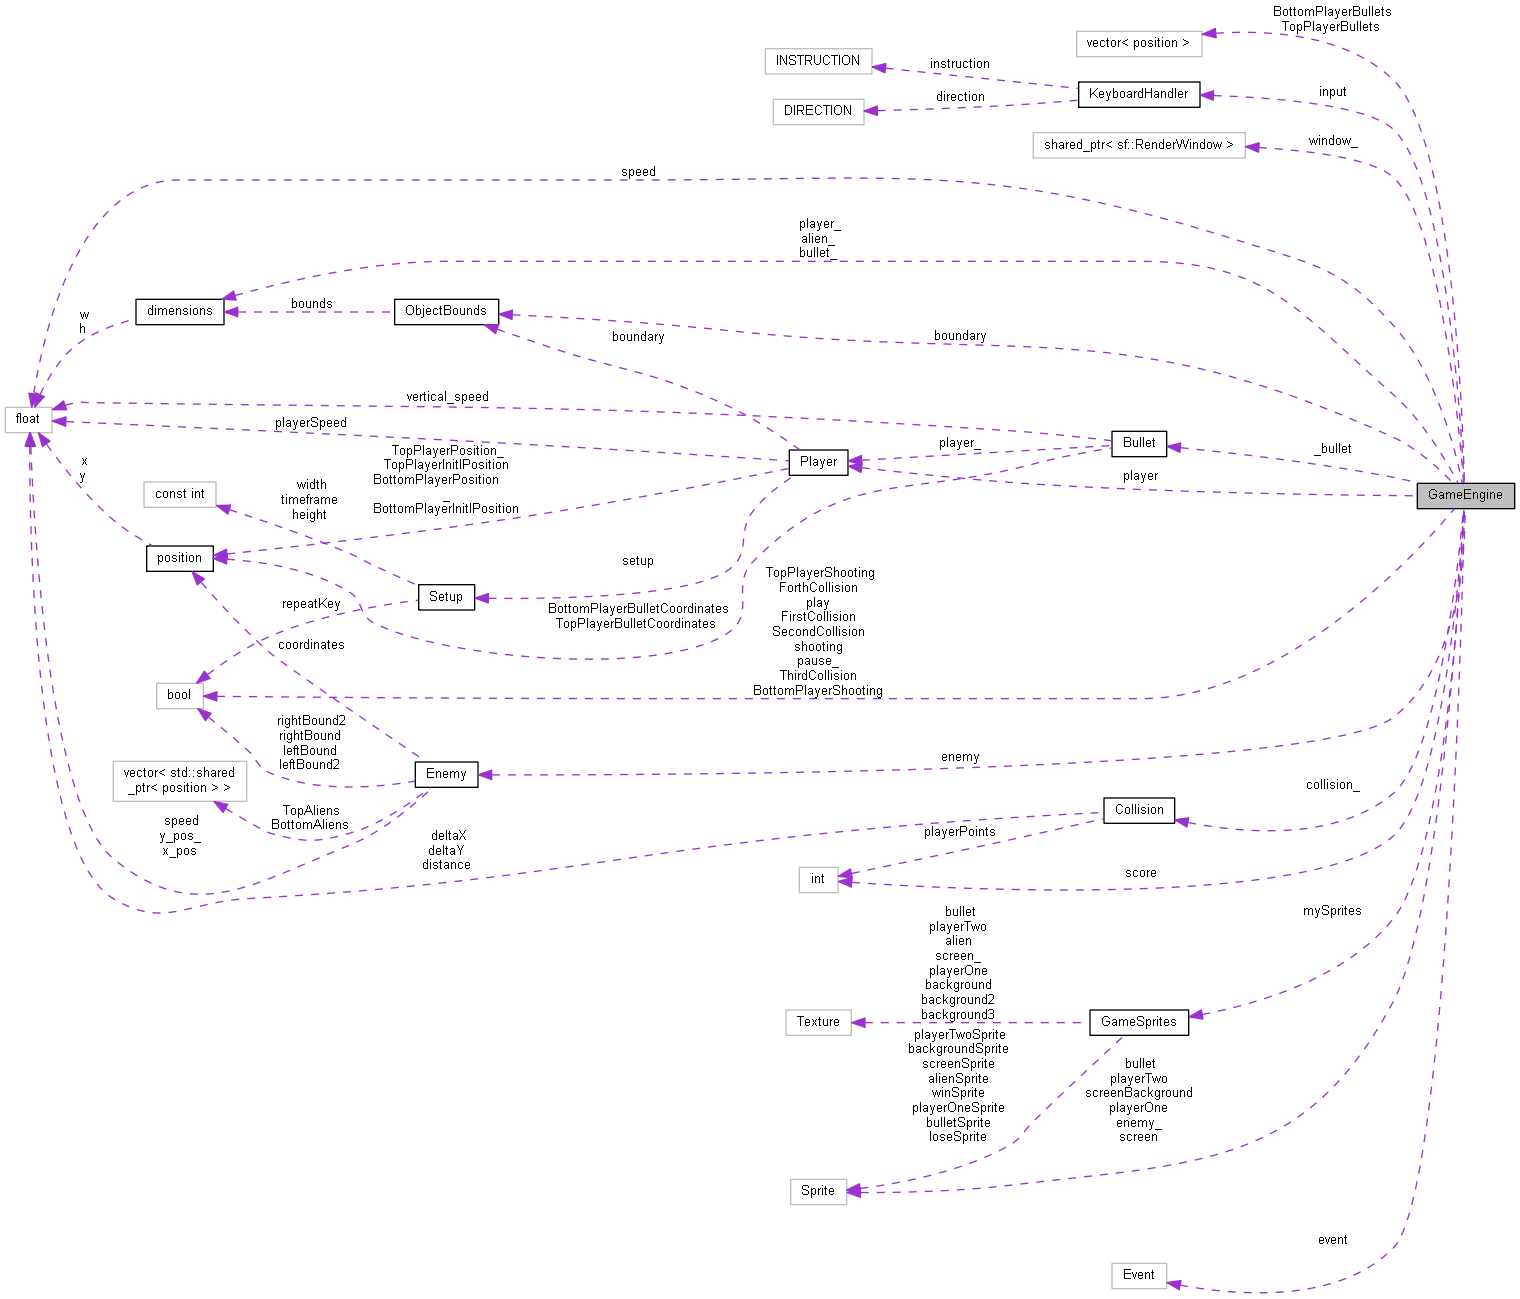 BottomPlayerBullets
TopPlayerBullets
vector< position >
INSTRUCTION
instruction
KeyboardHandler
input
DIRECTION
direction
shared_ptr< sf::RenderWindow >
window_
speed
player_
alien_
bullet_
dimensions
bounds
ObjectBounds
w
h
boundary
boundary
vertical_speed
float
playerSpeed
Bullet
player_
_bullet
TopPlayerPosition_
TopPlayerInitlPosition
BottomPlayerPosition
_
BottomPlayerInitlPosition
Player
player
GameEngine
x
y
const int
width
timeframe
height
position
setup
Setup
repeatKey
BottomPlayerBulletCoordinates
TopPlayerBulletCoordinates
TopPlayerShooting
ForthCollision
play
FirstCollision
SecondCollision
shooting
pause_
ThirdCollision
BottomPlayerShooting
coordinates
bool
rightBound2
rightBound
leftBound
leftBound2
Enemy
enemy
vector< std::shared
_ptr< position > >
TopAliens
BottomAliens
speed
y_pos_
x_pos
deltaX
deltaY
distance
Collision
collision_
playerPoints
int
score
mySprites
bullet
playerTwo
alien
screen_
playerOne
background
background2
background3
Texture
GameSprites
playerTwoSprite
backgroundSprite
screenSprite
alienSprite
winSprite
playerOneSprite
bulletSprite
loseSprite
bullet
playerTwo
screenBackground
playerOne
enemy_
screen
Sprite
event
Event